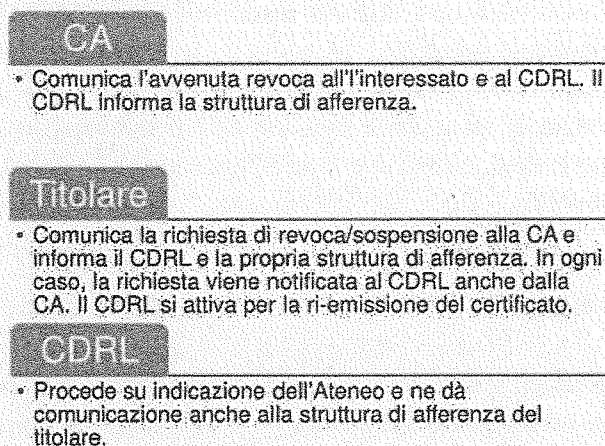 CA
• Comunica l'avvenuta revoca all'l'interessato e al CDRL. Il
CDRL informa la struttura di afferenza.
Titolare
• Comunica la richiesta di revoca/sospensione alla CA e
informa il CDRL e la propria struttura di afferenza. In ogni
caso, la richiesta viene notificata al CDRL anche dalla
CA. Il CDRL si attiva per la ri-emissione del certificato.
CDRL
• Procede su indicazione dell'Ateneo e ne dà
comunicazione anche alla struttura di afferenza del
titolare.